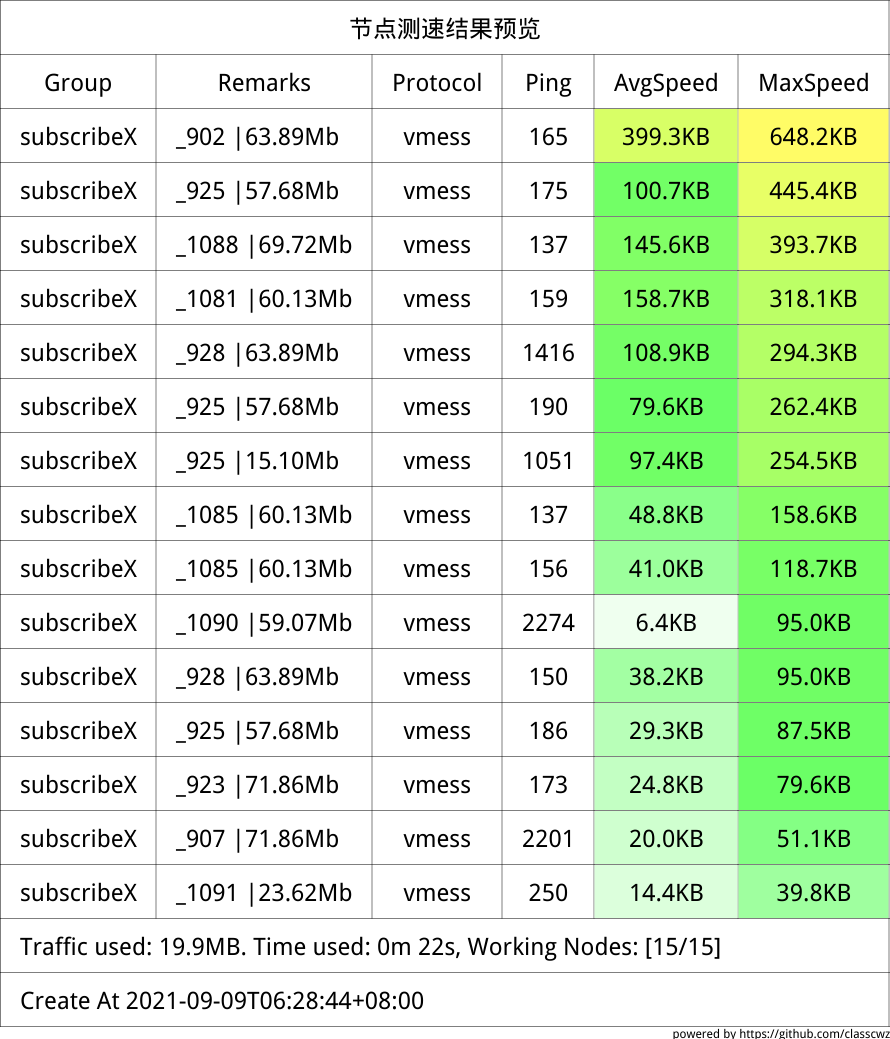 节点测速结果预览
Group Remarks Protocol Ping AvgSpeed MaxSpeed
subscribeX _902 |63.89Mb vmess 165 399.3KB 648.2KB
subscribeX _925 |57.68Mb vmess 175 100.7KB 445.4KB
subscribeX _1088 |69.72Mb vmess 137 145.6KB 393.7KB
subscribeX _1081 |60.13Mb vmess 159 158.7KB 318.1KB
subscribeX _928 |63.89Mb vmess 1416 108.9KB 294.3KB
subscribeX _925 |57.68Mb vmess 190 79.6KB 262.4KB
subscribeX _925 |15.10Mb vmess 1051 97.4KB 254.5KB
subscribeX _1085 |60.13Mb vmess 137 48.8KB 158.6KB
subscribeX _1085 |60.13Mb vmess 156 41.0KB 118.7KB
subscribeX _1090 |59.07Mb vmess 2274 6.4KB 95.0KB
subscribeX _928 |63.89Mb vmess 150 38.2KB 95.0KB
subscribeX _925 |57.68Mb vmess 186 29.3KB 87.5KB
subscribeX _923 |71.86Mb vmess 173 24.8KB 79.6KB
subscribeX _907 |71.86Mb vmess 2201 20.0KB 51.1KB
subscribeX _1091 |23.62Mb vmess 250 14.4KB 39.8KB
Traffic used: 19.9MB. Time used: 0m 22s, Working Nodes: [15/15]
Create At 2021-09-09T06:28:44+08:00
powered by https://github.com/classcwz